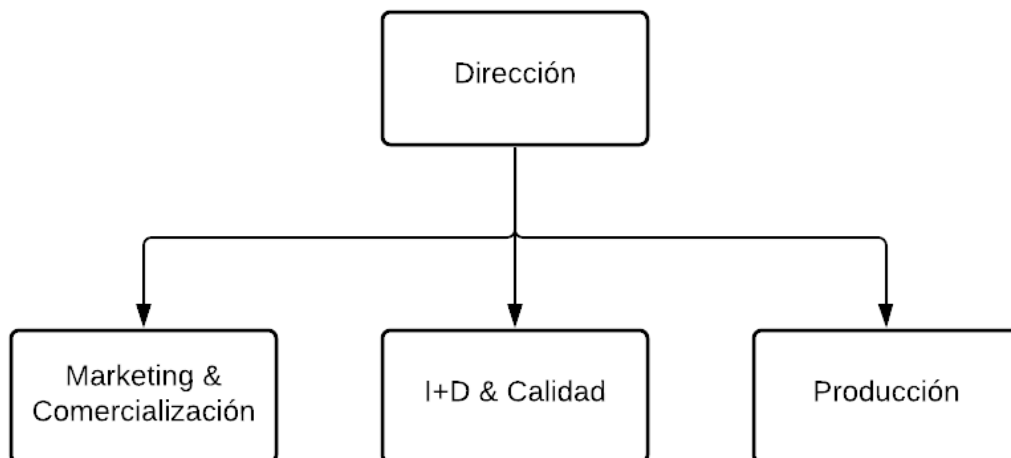 Dirección
Marketing &
Comercialización
I+D & Calidad
Producción